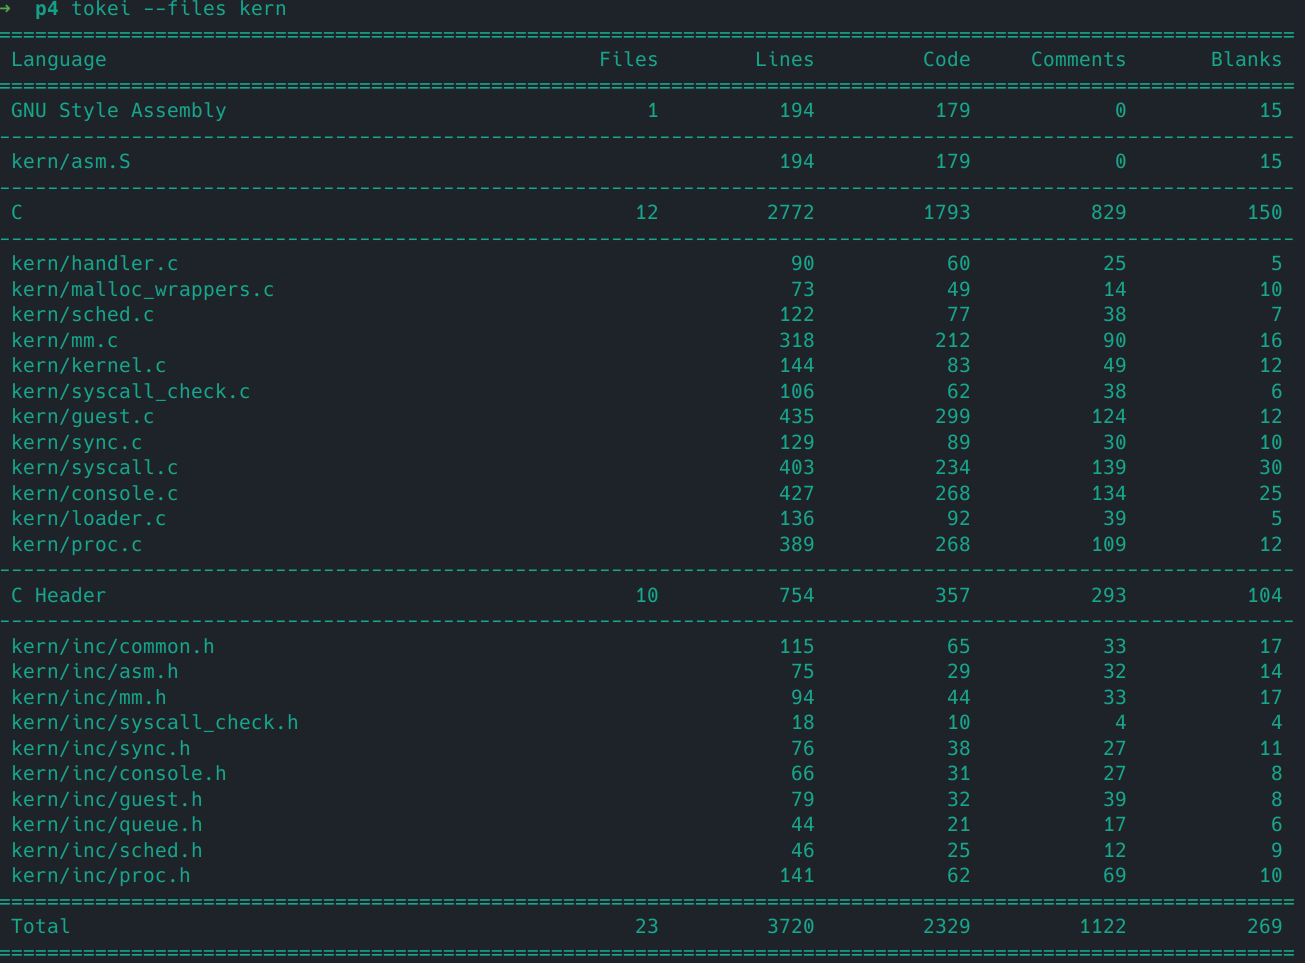 → p4 tokei --files kern
Language Files Lines Code Comments Blanks
GNU Style Assembly 1 194 179 0 15
kern/asm.S 194 179 0 15
C 12 2772 1793 829 150
kern/handler.c 90 60 25 5
kern/malloc_wrappers.c 73 49 14 10
kern/sched.c 122 77 38 7
kern/mm.c 318 212 90 16
kern/kernel.c 144 83 49 12
kern/syscall_check.c 106 62 38 6
kern/guest.c 435 299 124 12
kern/sync.c 129 89 30 10
kern/syscall.c 403 234 139 30
kern/console.c 427 268 134 25
kern/loader.c 136 92 39 5
kern/proc.c 389 268 109 12
C Header 10 754 357 293 104
kern/inc/common.h 115 65 33 17
kern/inc/asm.h 75 29 32 14
kern/inc/mm.h 94 44 33 17
kern/inc/syscall_check.h 18 10 4 4
kern/inc/sync.h 76 38 27 11
kern/inc/console.h 66 31 27 8
kern/inc/guest.h 79 32 39 8
kern/inc/queue.h 44 21 17 6
kern/inc/sched.h 46 25 12 9
kern/inc/proc.h 141 62 69 10
Total 23 3720 2329 1122 269